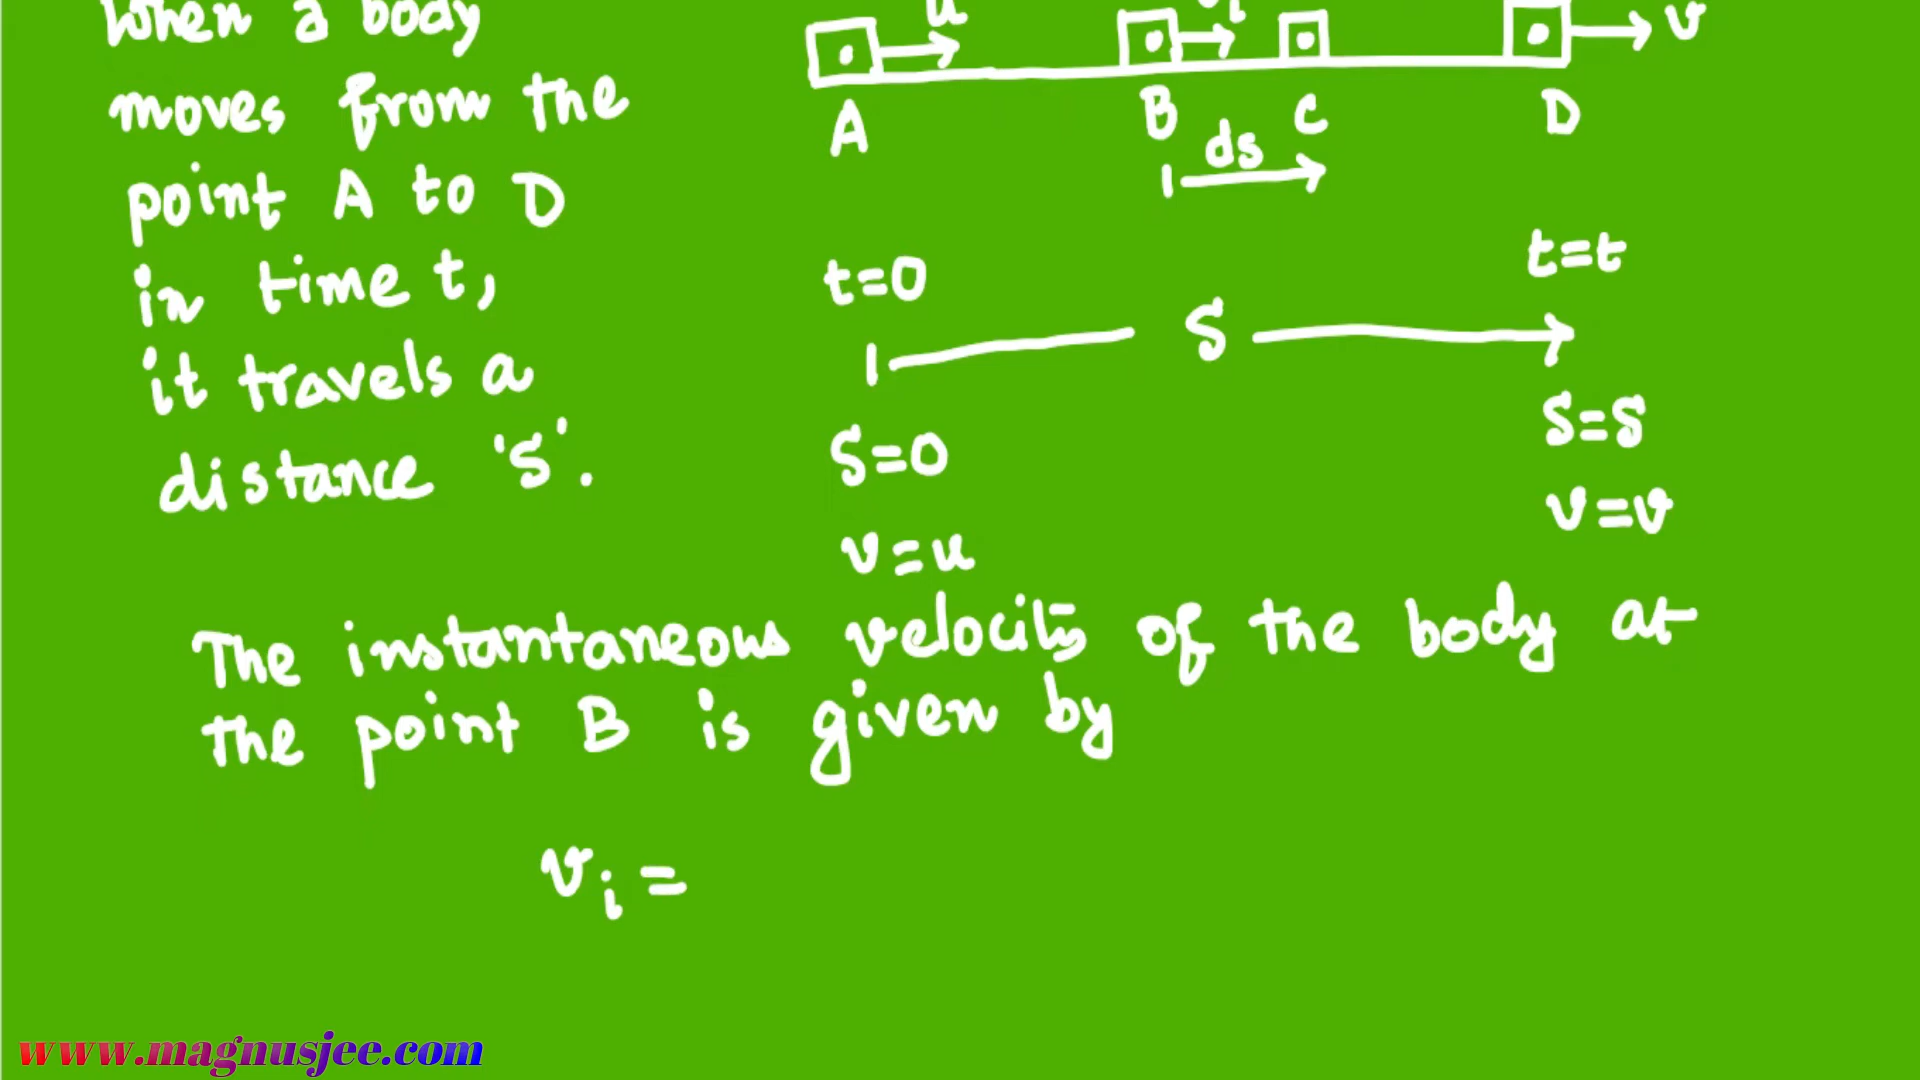 When a body
moves from the
point A to D
in time t,
it travels a
distance 's'.
u
v
A B C D
ds
t=0
t=t
S
S=0
S=S
v=u
v=v
The instantaneous velocity of the body at
the point B is given by
vᵢ =
www.magnusjee.com